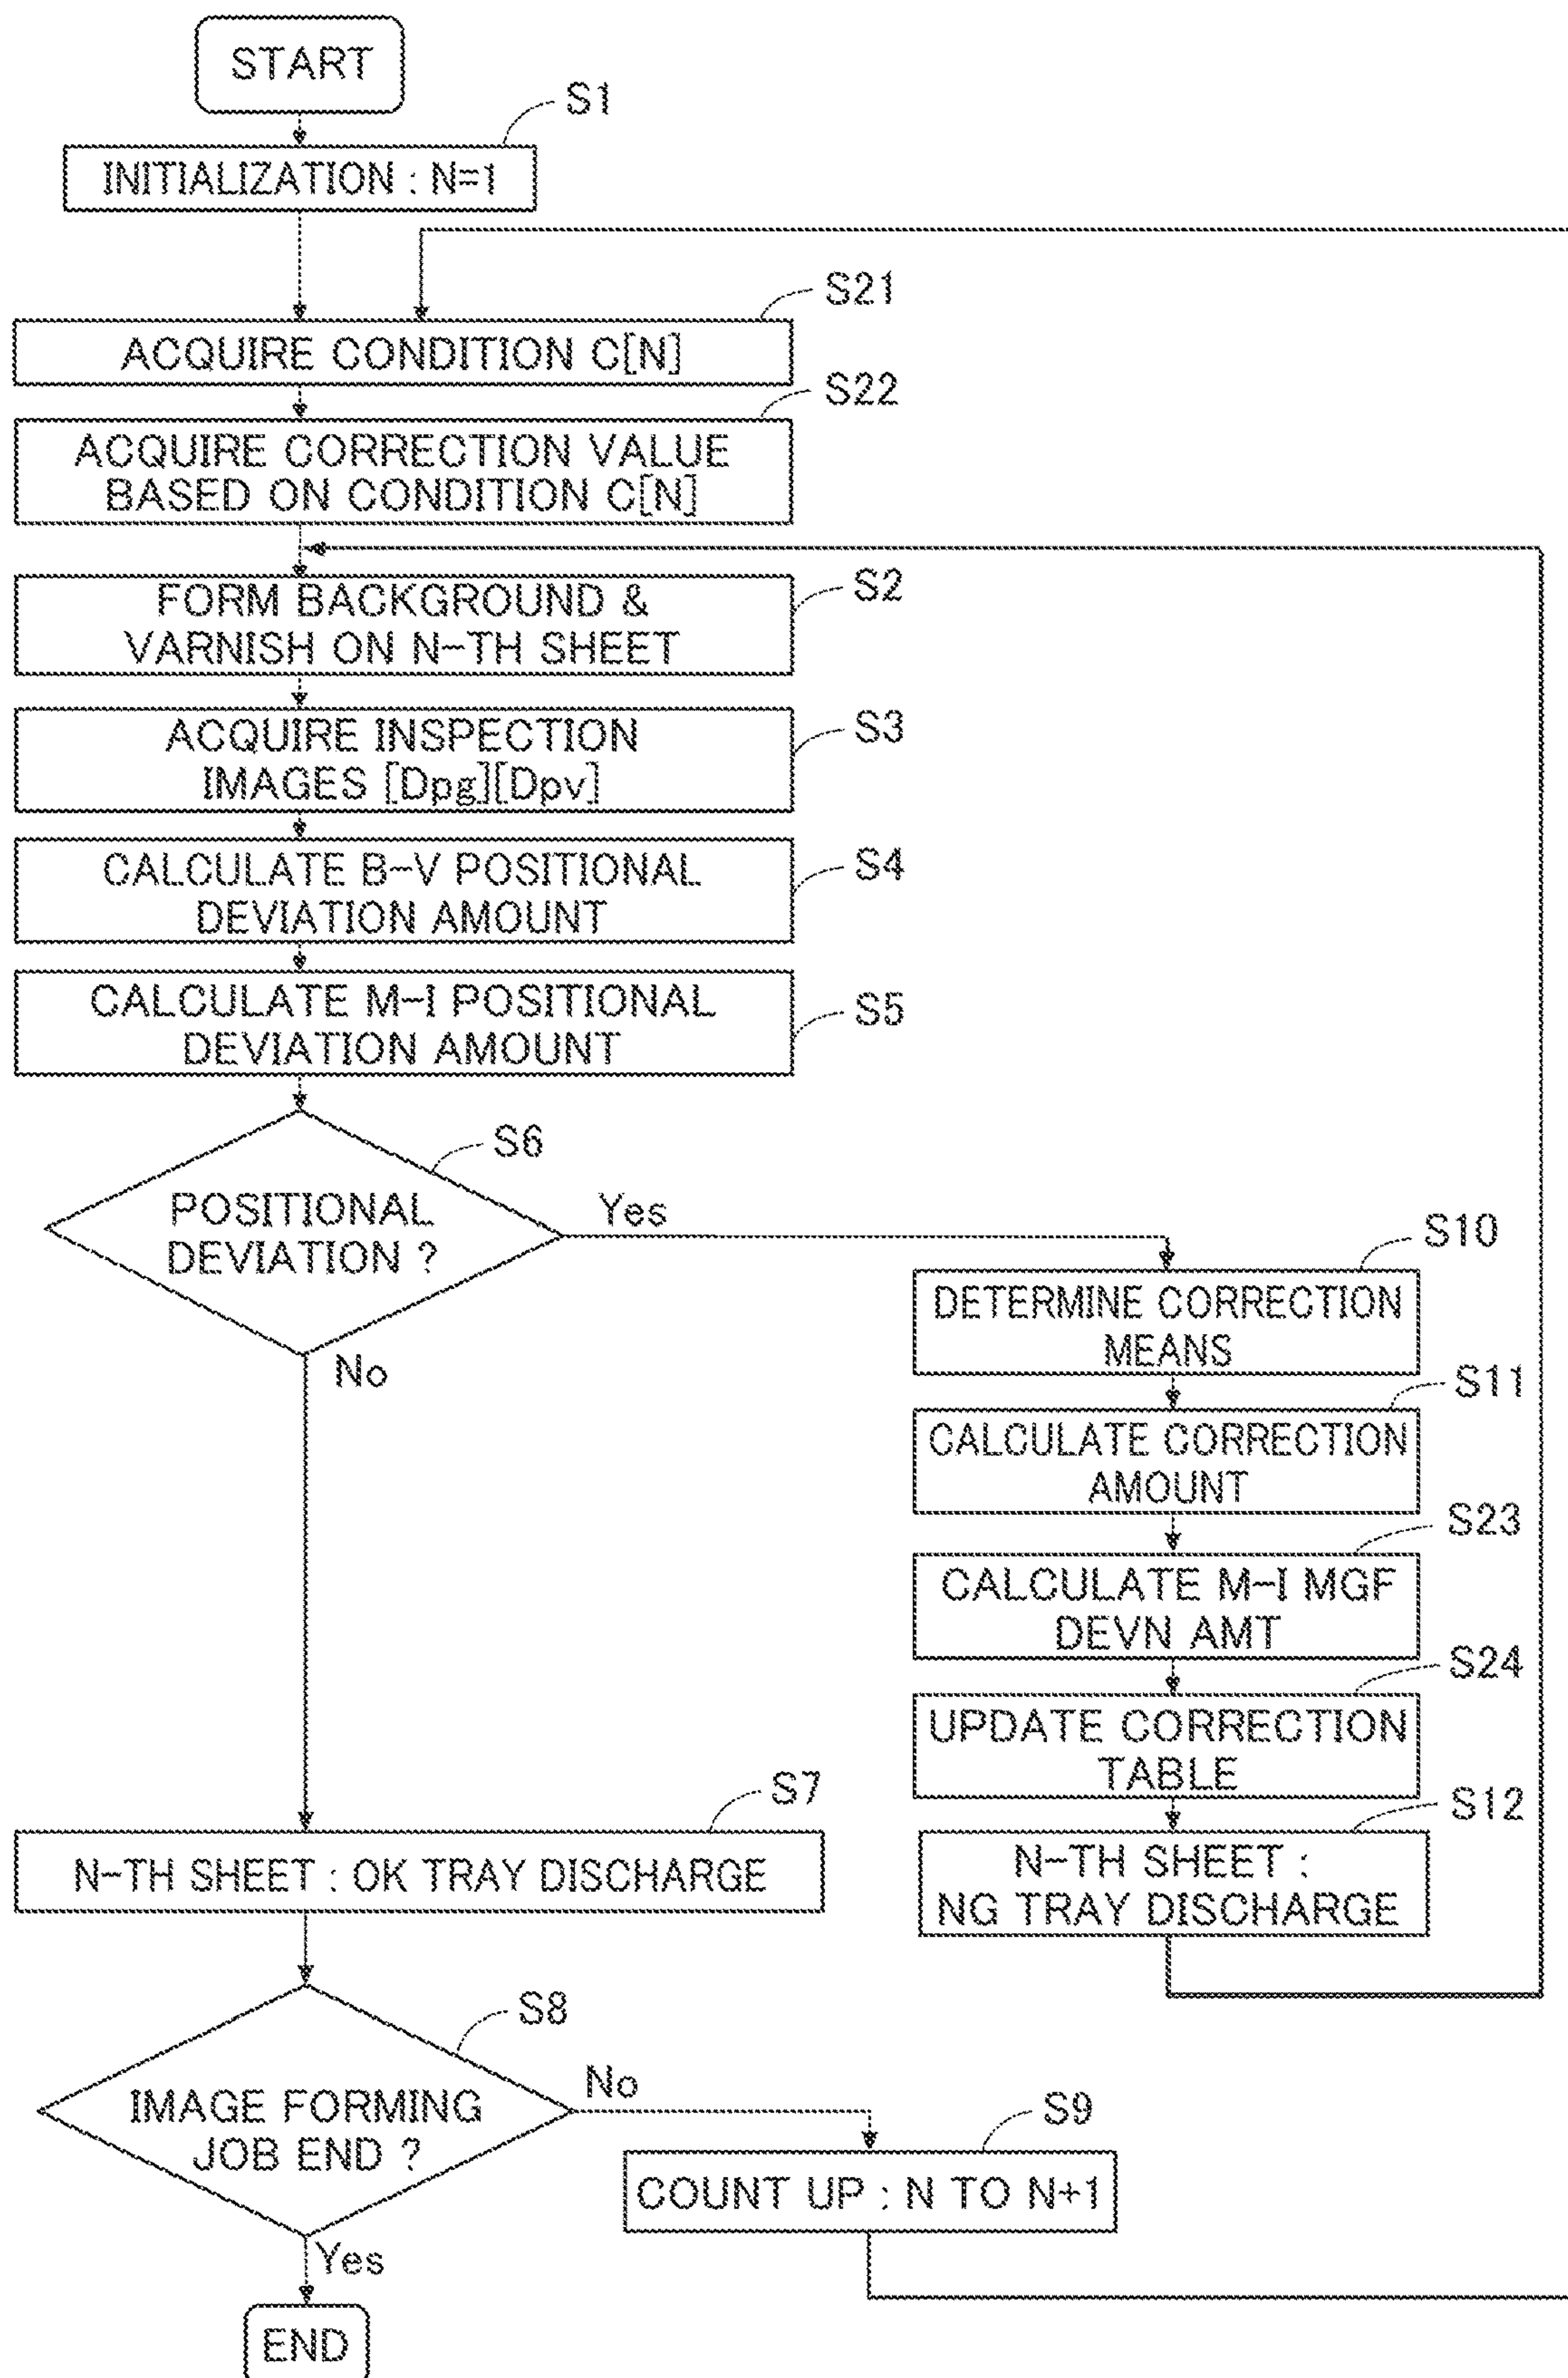 START
S1
INITIALIZATION : N=1
S21
ACQUIRE CONDITION C[N]
S22
ACQUIRE CORRECTION VALUE
BASED ON CONDITION C[N]
FORM BACKGROUND &
VARNISH ON N-TH SHEET
S2
ACQUIRE INSPECTION
IMAGES [Dpg][Dpv]
S3
CALCULATE B-V POSITIONAL
DEVIATION AMOUNT
S4
CALCULATE M-I POSITIONAL
DEVIATION AMOUNT
S5
S6
POSITIONAL
DEVIATION ?
Yes
No
S10
DETERMINE CORRECTION
MEANS
S11
CALCULATE CORRECTION
AMOUNT
S23
CALCULATE M-I MGF
DEVN AMT
S24
UPDATE CORRECTION
TABLE
S12
N-TH SHEET :
NG TRAY DISCHARGE
S7
N-TH SHEET : OK TRAY DISCHARGE
S8
IMAGE FORMING
JOB END ?
No
S9
COUNT UP : N TO N+1
Yes
END